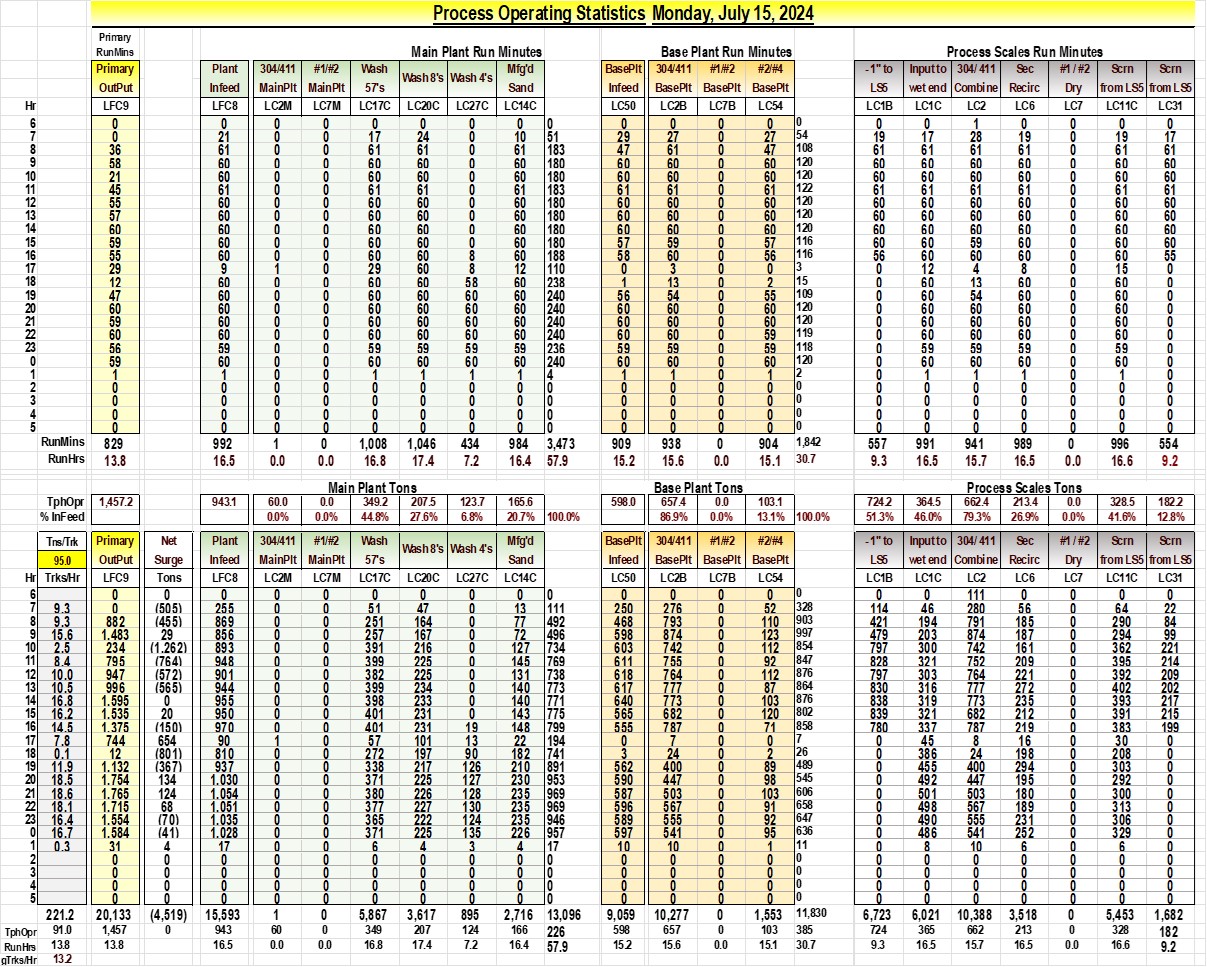 Process Operating Statistics Monday, July 15, 2024
Primary
RunMins Main Plant Run Minutes Base Plant Run Minutes Process Scales Run Minutes
Primary Plant 304/411 #1/#2 Wash Wash 8's Wash 4's Mfg'd BasePlt 304/411 #1/#2 #2/#4 -1" to Input to 304/ 411 Sec #1 / #2 Scrn Scrn
OutPut Infeed MainPlt MainPlt 57's Sand Infeed BasePlt BasePlt BasePlt LS5 wet end Combine Recirc Dry from LS5 from LS5
Hr LFC9 LFC8 LC2M LC7M LC17C LC20C LC27C LC14C LC50 LC2B LC7B LC54 LC1B LC1C LC2 LC6 LC7 LC11C LC31
6 0 0 0 0 0 0 0 0 0 0 0 0 0 0 0 0 1 0 0 0 0
7 0 21 0 0 17 24 0 10 51 29 27 0 27 54 19 17 28 19 0 19 17
8 36 61 0 0 61 61 0 61 183 47 61 0 47 108 61 61 61 61 0 61 61
9 58 60 0 0 60 60 0 60 180 60 60 0 60 120 60 60 60 60 0 60 60
10 21 60 0 0 60 60 0 60 180 60 60 0 60 120 60 60 60 60 0 60 60
11 45 61 0 0 61 61 0 61 183 61 61 0 61 122 61 61 61 61 0 61 61
12 55 60 0 0 60 60 0 60 180 60 60 0 60 120 60 60 60 60 0 60 60
13 57 60 0 0 60 60 0 60 180 60 60 0 60 120 60 60 60 60 0 60 60
14 60 60 0 0 60 60 0 60 180 60 60 0 60 120 60 60 60 60 0 60 60
15 59 60 0 0 60 60 0 60 180 57 59 0 57 116 60 60 59 60 0 60 60
16 55 60 0 0 60 60 8 60 188 58 60 0 56 116 56 60 60 60 0 60 55
17 29 9 1 0 29 60 8 12 110 0 3 0 0 3 0 12 4 8 0 15 0
18 12 60 0 0 60 60 58 60 238 1 13 0 2 15 0 60 13 60 0 60 0
19 47 60 0 0 60 60 60 60 240 56 54 0 55 109 0 60 54 60 0 60 0
20 60 60 0 0 60 60 60 60 240 60 60 0 60 120 0 60 60 60 0 60 0
21 59 60 0 0 60 60 60 60 240 60 60 0 60 120 0 60 60 60 0 60 0
22 60 60 0 0 60 60 60 60 240 60 60 0 59 119 0 60 60 60 0 60 0
23 56 59 0 0 59 59 59 59 236 59 59 0 59 118 0 59 59 59 0 59 0
0 59 60 0 0 60 60 60 60 240 60 60 0 60 120 0 60 60 60 0 60 0
1 1 1 0 0 1 1 1 1 4 1 1 0 1 2 0 1 1 1 0 1 0
2 0 0 0 0 0 0 0 0 0 0 0 0 0 0 0 0 0 0 0 0 0
3 0 0 0 0 0 0 0 0 0 0 0 0 0 0 0 0 0 0 0 0 0
4 0 0 0 0 0 0 0 0 0 0 0 0 0 0 0 0 0 0 0 0 0
5 0 0 0 0 0 0 0 0 0 0 0 0 0 0 0 0 0 0 0 0 0
RunMins 829 992 1 0 1,008 1,046 434 984 3,473 909 938 0 904 1,842 557 991 941 989 0 996 554
RunHrs 13.8 16.5 0.0 0.0 16.8 17.4 7.2 16.4 57.9 15.2 15.6 0.0 15.1 30.7 9.3 16.5 15.7 16.5 0.0 16.6 9.2
Main Plant Tons Base Plant Tons Process Scales Tons
TphOpr 1,457.2 943.1 60.0 0.0 349.2 207.5 123.7 165.6 598.0 657.4 0.0 103.1 724.2 364.5 662.4 213.4 0.0 328.5 182.2
% InFeed 0.0% 0.0% 44.8% 27.6% 6.8% 20.7% 100.0% 86.9% 0.0% 13.1% 100.0% 51.3% 46.0% 79.3% 26.9% 0.0% 41.6% 12.8%
Tns/Trk Primary Net Plant 304/411 #1/#2 Wash Wash 8's Wash 4's Mfg'd BasePlt 304/411 #1/#2 #2/#4 -1" to Input to 304/ 411 Sec #1 / #2 Scrn Scrn
95.0 OutPut Surge Infeed MainPlt MainPlt 57's Sand Infeed BasePlt BasePlt BasePlt LS5 wet end Combine Recirc Dry from LS5 from LS5
Hr Trks/Hr LFC9 Tons LFC8 LC2M LC7M LC17C LC20C LC27C LC14C LC50 LC2B LC7B LC54 LC1B LC1C LC2 LC6 LC7 LC11C LC31
6 0 0 0 0 0 0 0 0 0 0 0 0 0 0 0 0 0 111 0 0 0 0
7 9.3 0 (505) 255 0 0 51 47 0 13 111 250 276 0 52 328 114 46 280 56 0 64 22
8 9.3 882 (455) 869 0 0 251 164 0 77 492 468 793 0 110 903 421 194 791 185 0 290 84
9 15.6 1.483 29 856 0 0 257 167 0 72 496 598 874 0 123 997 479 203 874 187 0 294 99
10 2.5 234 (1.262) 893 0 0 391 216 0 127 734 603 742 0 112 854 797 300 742 161 0 362 221
11 8.4 795 (764) 948 0 0 399 225 0 145 769 611 755 0 92 847 828 321 752 209 0 395 214
12 10.0 947 (572) 901 0 0 382 225 0 131 738 618 764 0 112 876 797 303 764 221 0 392 209
13 10.5 996 (565) 944 0 0 399 234 0 140 773 617 777 0 87 864 830 316 777 272 0 402 202
14 16.8 1.595 0 955 0 0 398 233 0 140 771 640 773 0 103 876 838 319 773 235 0 393 217
15 16.2 1.535 20 950 0 0 401 231 0 143 775 565 682 0 120 802 839 321 682 212 0 391 215
16 14.5 1.375 (150) 970 0 0 401 231 19 148 799 555 787 0 71 858 780 337 787 219 0 383 199
17 7.8 744 654 90 1 0 57 101 13 22 194 0 7 0 0 7 0 45 8 16 0 30 0
18 0.1 12 (801) 810 0 0 272 197 90 182 741 3 24 0 2 26 0 386 24 198 0 208 0
19 11.9 1.132 (367) 937 0 0 338 217 126 210 891 562 400 0 89 489 0 455 400 294 0 303 0
20 18.5 1.754 134 1.030 0 0 371 225 127 230 953 590 447 0 98 545 0 492 447 195 0 292 0
21 18.6 1.765 124 1.054 0 0 380 226 128 235 969 587 503 0 103 606 0 501 503 180 0 300 0
22 18.1 1.715 68 1.051 0 0 377 227 130 235 969 596 567 0 91 658 0 498 567 189 0 313 0
23 16.4 1.554 (70) 1.035 0 0 365 222 124 235 946 589 555 0 92 647 0 490 555 231 0 306 0
0 16.7 1.584 (41) 1.028 0 0 371 225 135 226 957 597 541 0 95 636 0 486 541 252 0 329 0
1 0.3 31 4 17 0 0 6 4 3 4 17 10 10 0 1 11 0 8 10 6 0 6 0
2 0 0 0 0 0 0 0 0 0 0 0 0 0 0 0 0 0 0 0 0 0 0
3 0 0 0 0 0 0 0 0 0 0 0 0 0 0 0 0 0 0 0 0 0 0
4 0 0 0 0 0 0 0 0 0 0 0 0 0 0 0 0 0 0 0 0 0 0
5 0 0 0 0 0 0 0 0 0 0 0 0 0 0 0 0 0 0 0 0 0 0
221.2 20,133 (4,519) 15,593 1 0 5,867 3,617 895 2,716 13,096 9,059 10,277 0 1,553 11,830 6,723 6,021 10,388 3,518 0 5,453 1,682
TphOpr 91.0 1,457 0 943 60 0 349 207 124 166 226 598 657 0 103 385 724 365 662 213 0 328 182
RunHrs 13.8 13.8 16.5 0.0 0.0 16.8 17.4 7.2 16.4 57.9 15.2 15.6 0.0 15.1 30.7 9.3 16.5 15.7 16.5 0.0 16.6 9.2
gTrks/Hr 13.2